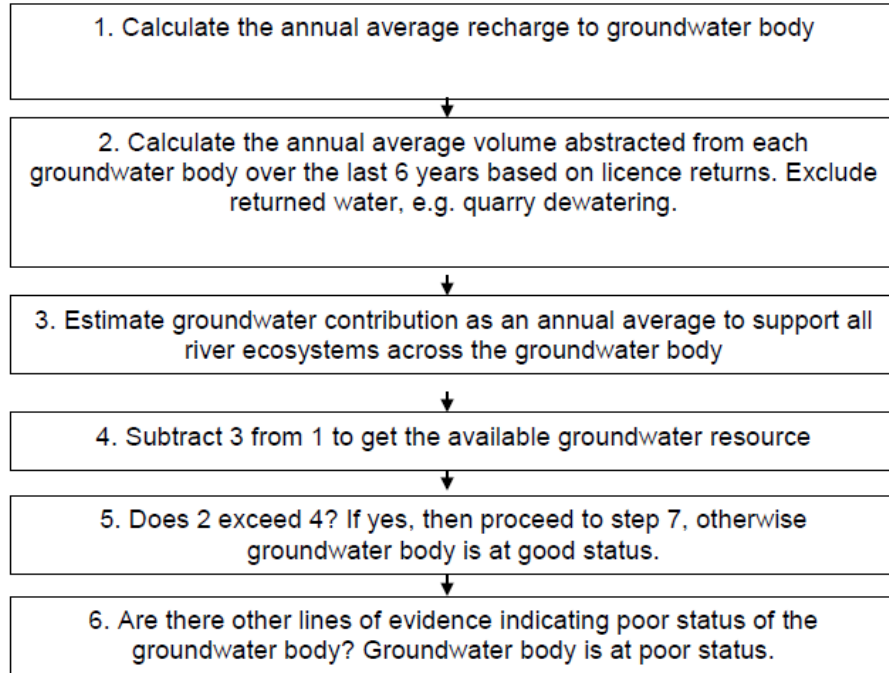 1. Calculate the annual average recharge to groundwater body
2. Calculate the annual average volume abstracted from each
groundwater body over the last 6 years based on licence returns. Exclude
returned water, e.g. quarry dewatering.
3. Estimate groundwater contribution as an annual average to support all
river ecosystems across the groundwater body
4. Subtract 3 from 1 to get the available groundwater resource
5. Does 2 exceed 4? If yes, then proceed to step 7, otherwise
groundwater body is at good status.
6. Are there other lines of evidence indicating poor status of the
groundwater body? Groundwater body is at poor status.